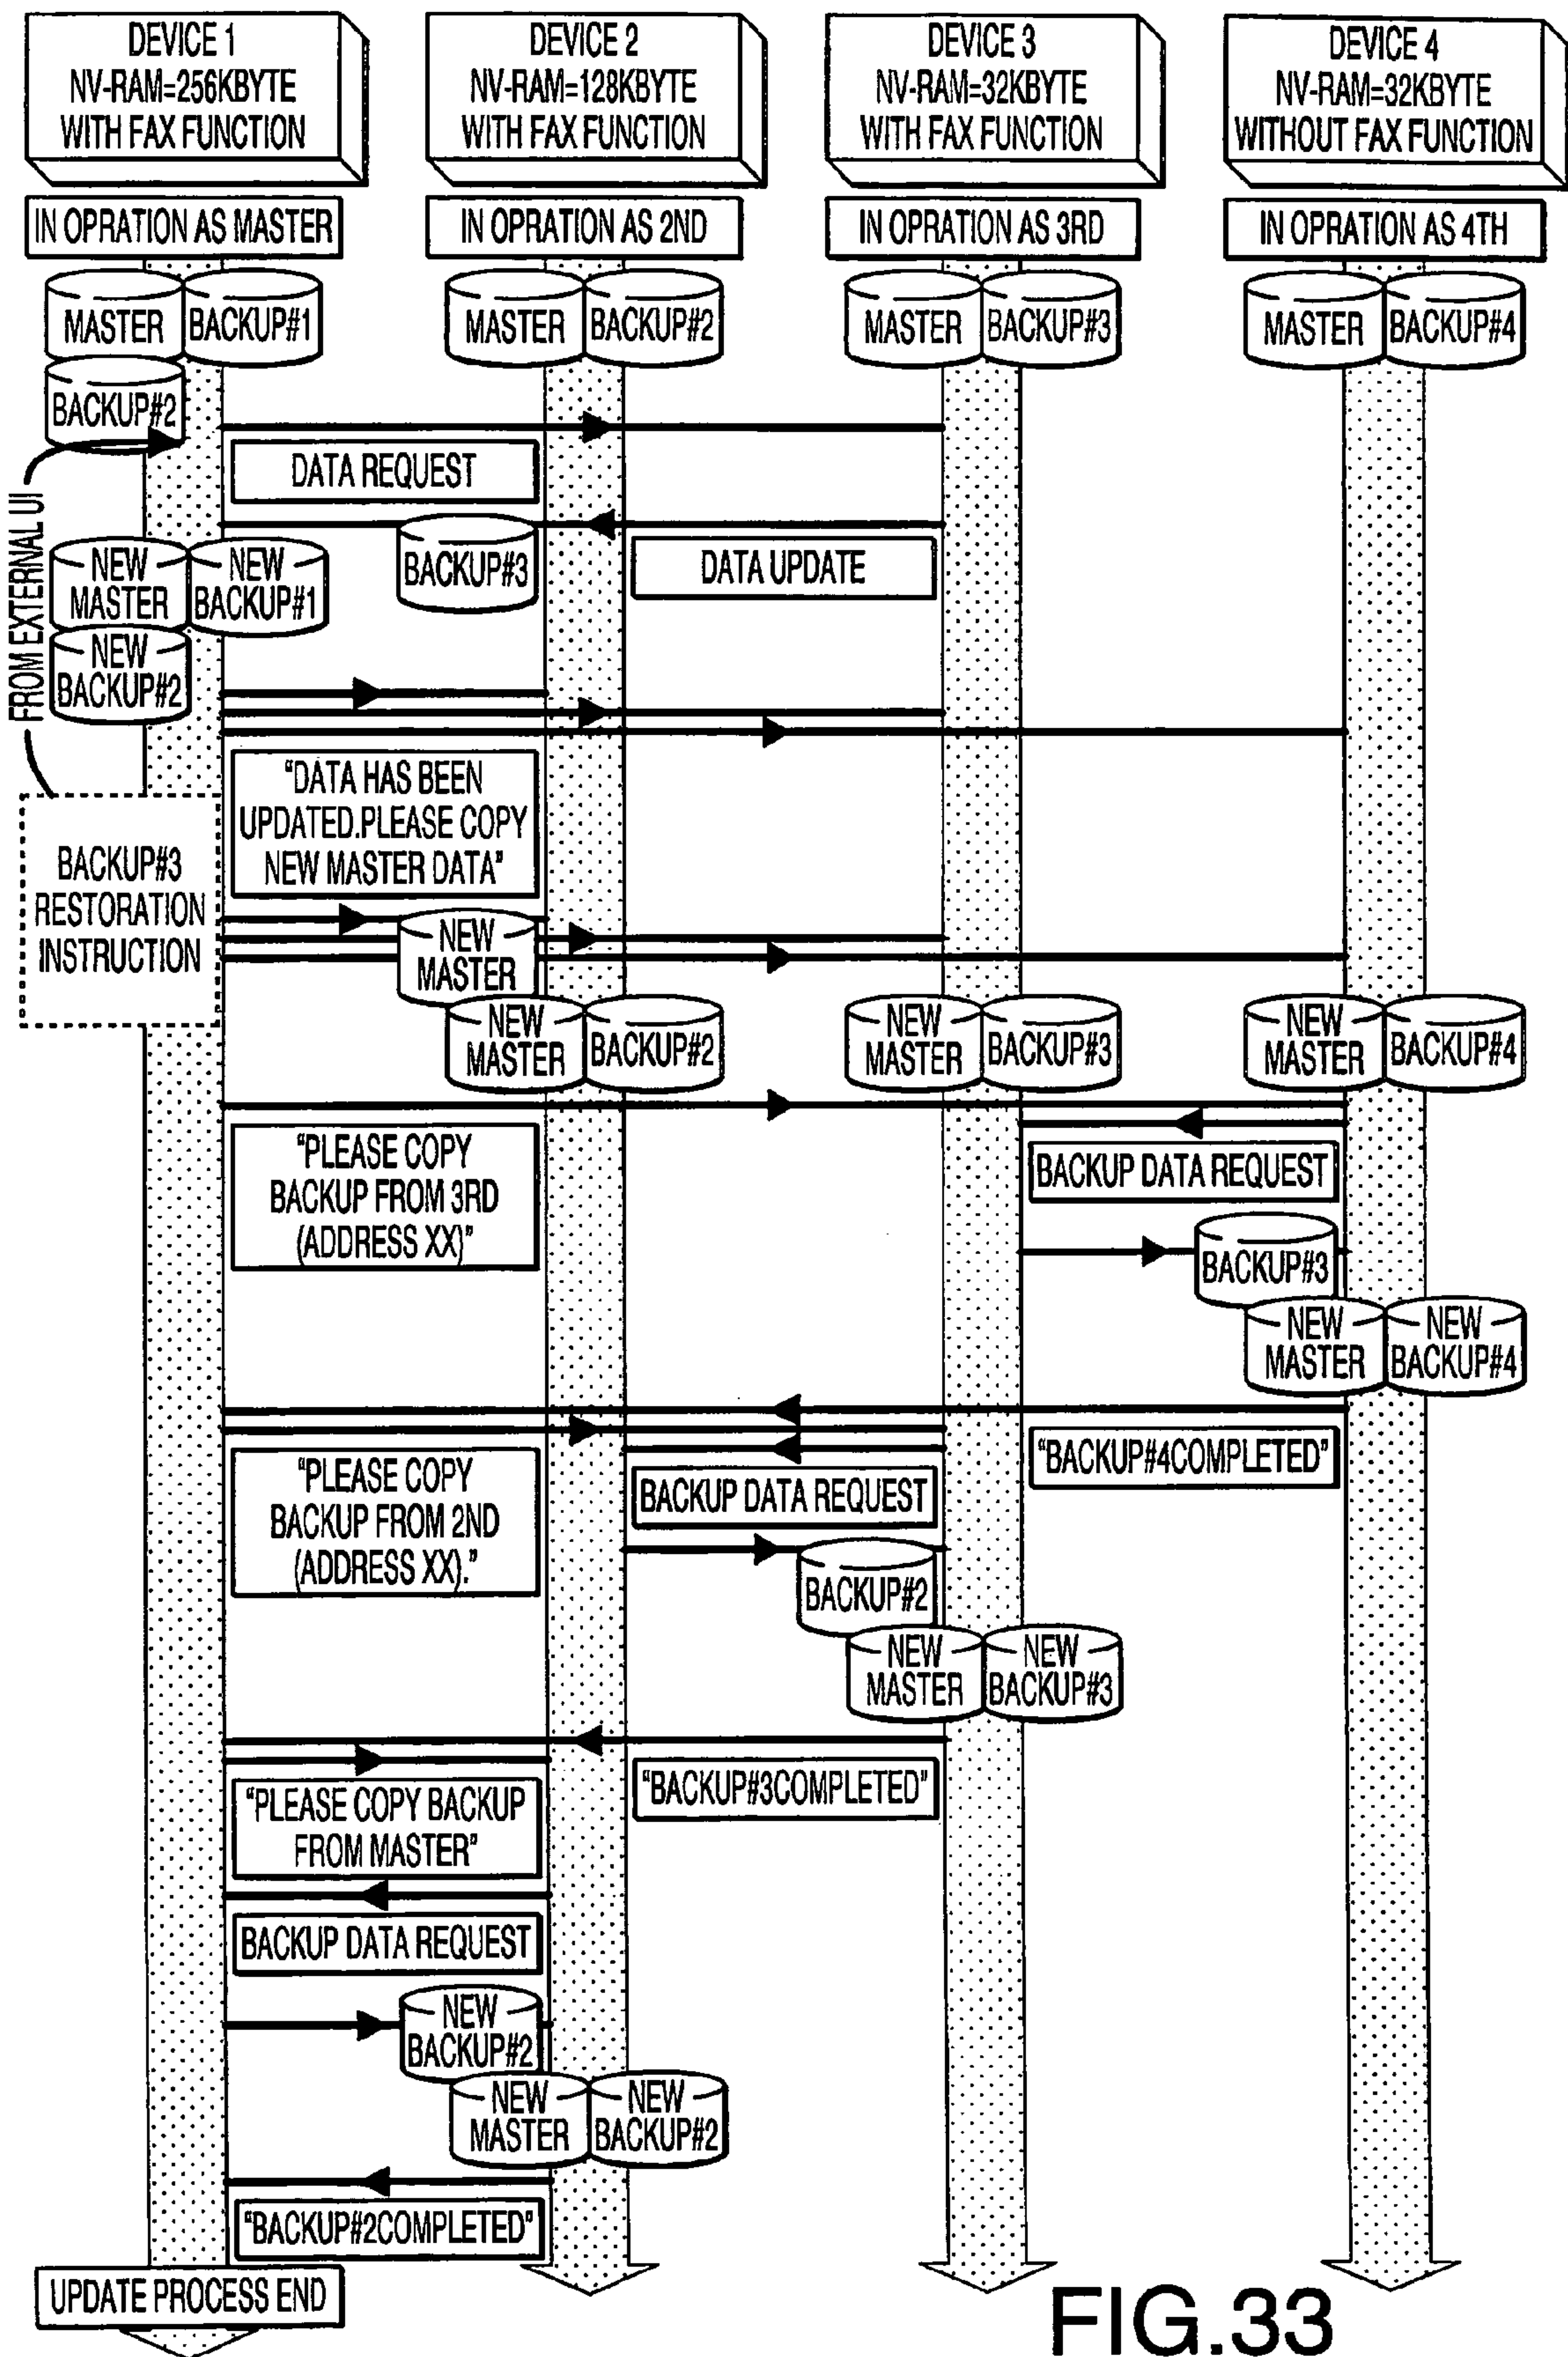 DEVICE 1
NV-RAM=256KBYTE
WITH FAX FUNCTION
DEVICE 2
NV-RAM=128KBYTE
WITH FAX FUNCTION
DEVICE 3
NV-RAM=32KBYTE
WITH FAX FUNCTION
DEVICE 4
NV-RAM=32KBYTE
WITHOUT FAX FUNCTION
IN OPRATION AS MASTER
IN OPRATION AS 2ND
IN OPRATION AS 3RD
IN OPRATION AS 4TH
MASTER
BACKUP#1
MASTER
BACKUP#2
MASTER
BACKUP#3
MASTER
BACKUP#4
BACKUP#2
DATA REQUEST
FROM EXTERNAL UI
BACKUP#3
DATA UPDATE
NEW
MASTER
NEW
BACKUP#1
NEW
BACKUP#2
"DATA HAS BEEN
UPDATED.PLEASE COPY
NEW MASTER DATA"
BACKUP#3
RESTORATION
INSTRUCTION
NEW
MASTER
NEW
MASTER
BACKUP#2
NEW
MASTER
BACKUP#3
NEW
MASTER
BACKUP#4
"PLEASE COPY
BACKUP FROM 3RD
(ADDRESS XX)"
BACKUP DATA REQUEST
BACKUP#3
NEW
MASTER
NEW
BACKUP#4
"BACKUP#4COMPLETED"
"PLEASE COPY
BACKUP FROM 2ND
(ADDRESS XX)."
BACKUP DATA REQUEST
BACKUP#2
NEW
MASTER
NEW
BACKUP#3
"BACKUP#3COMPLETED"
"PLEASE COPY BACKUP
FROM MASTER"
BACKUP DATA REQUEST
NEW
BACKUP#2
NEW
MASTER
NEW
BACKUP#2
"BACKUP#2COMPLETED"
UPDATE PROCESS END
FIG.33